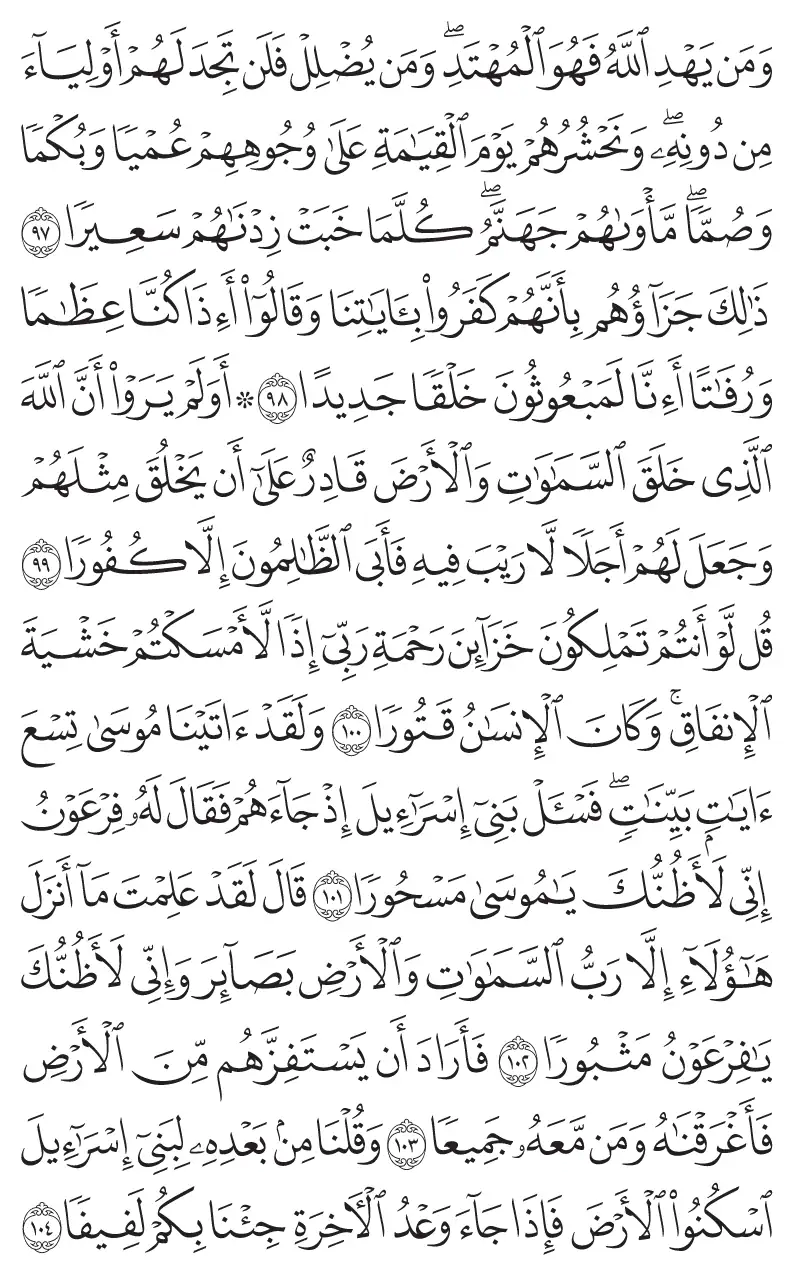 وَمَن يَهْدِ ٱللَّهُ فَهُوَ ٱلْمُهْتَدِۖ وَمَن يُضْلِلْ فَلَن تَجِدَ لَهُمْ أَوْلِيَآءَ
مِن دُونِهِۦۖ وَنَحْشُرُهُمْ يَوْمَ ٱلْقِيَٰمَةِ عَلَىٰ وُجُوهِهِمْ عُمْيًا وَبُكْمًا
وَصُمًّاۖ مَّأْوَىٰهُمْ جَهَنَّمُۖ كُلَّمَا خَبَتْ زِدْنَٰهُمْ سَعِيرًا ٩٧
ذَٰلِكَ جَزَآؤُهُم بِأَنَّهُمْ كَفَرُوا۟ بِـَٔايَٰتِنَا وَقَالُوٓا۟ أَءِذَا كُنَّا عِظَٰمًا
وَرُفَٰتًا أَءِنَّا لَمَبْعُوثُونَ خَلْقًا جَدِيدًا ٩٨ * أَوَلَمْ يَرَوْا۟ أَنَّ ٱللَّهَ
ٱلَّذِى خَلَقَ ٱلسَّمَٰوَٰتِ وَٱلْأَرْضَ قَادِرٌ عَلَىٰٓ أَن يَخْلُقَ مِثْلَهُمْ
وَجَعَلَ لَهُمْ أَجَلًا لَّا رَيْبَ فِيهِ فَأَبَى ٱلظَّٰلِمُونَ إِلَّا كُفُورًا ٩٩
قُل لَّوْ أَنتُمْ تَمْلِكُونَ خَزَآئِنَ رَحْمَةِ رَبِّىٓ إِذًا لَّأَمْسَكْتُمْ خَشْيَةَ
ٱلْإِنفَاقِۚ وَكَانَ ٱلْإِنسَٰنُ قَتُورًا ١٠٠ وَلَقَدْ ءَاتَيْنَا مُوسَىٰ تِسْعَ
ءَايَٰتٍۭ بَيِّنَٰتٍۖ فَسْـَٔلْ بَنِىٓ إِسْرَٰٓءِيلَ إِذْ جَآءَهُمْ فَقَالَ لَهُۥ فِرْعَوْنُ
إِنِّى لَأَظُنُّكَ يَٰمُوسَىٰ مَسْحُورًا ١٠١ قَالَ لَقَدْ عَلِمْتَ مَآ أَنزَلَ
هَٰٓؤُلَآءِ إِلَّا رَبُّ ٱلسَّمَٰوَٰتِ وَٱلْأَرْضِ بَصَآئِرَ وَإِنِّى لَأَظُنُّكَ
يَٰفِرْعَوْنُ مَثْبُورًا ١٠٢ فَأَرَادَ أَن يَسْتَفِزَّهُم مِّنَ ٱلْأَرْضِ
فَأَغْرَقْنَٰهُ وَمَن مَّعَهُۥ جَمِيعًا ١٠٣ وَقُلْنَا مِنۢ بَعْدِهِۦ لِبَنِىٓ إِسْرَٰٓءِيلَ
ٱسْكُنُوا۟ ٱلْأَرْضَ فَإِذَا جَآءَ وَعْدُ ٱلْءَاخِرَةِ جِئْنَا بِكُمْ لَفِيفًا ١٠٤